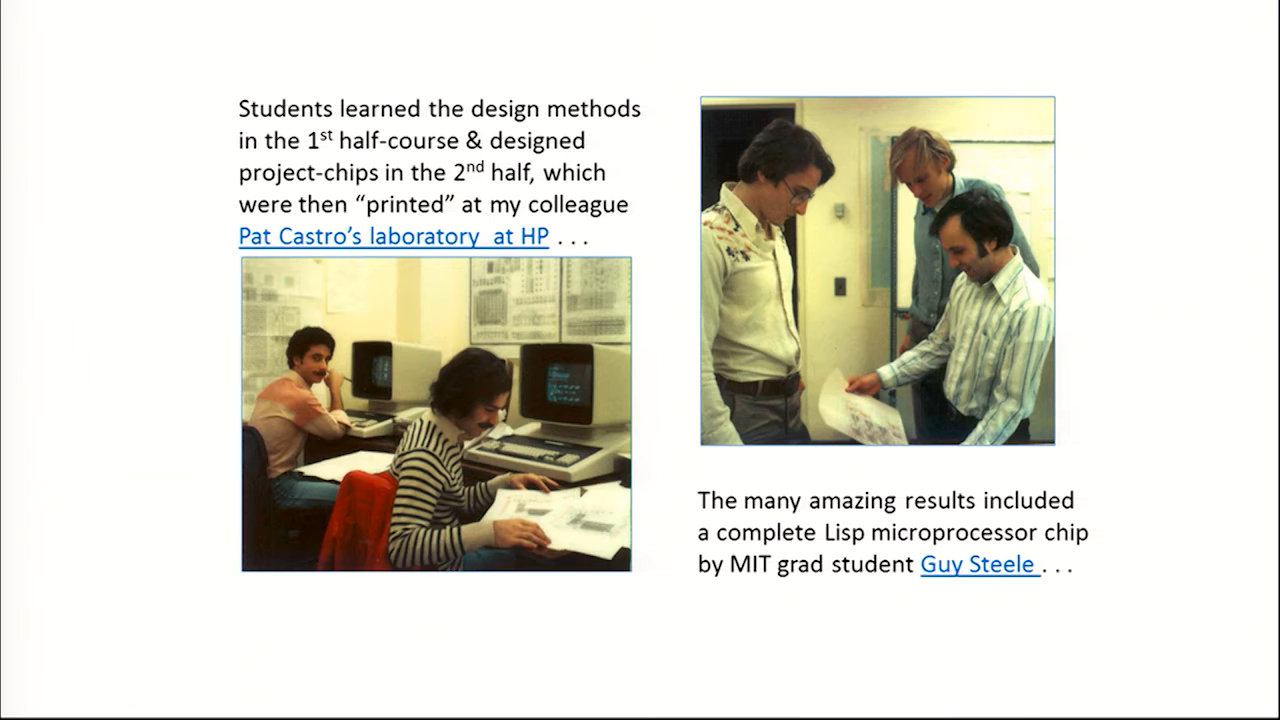 Students learned the design methods
in the 1st half-course & designed
project-chips in the 2nd half, which
were then “printed” at my colleague
Pat Castro’s laboratory at HP . . .
The many amazing results included
a complete Lisp microprocessor chip
by MIT grad student Guy Steele . . .